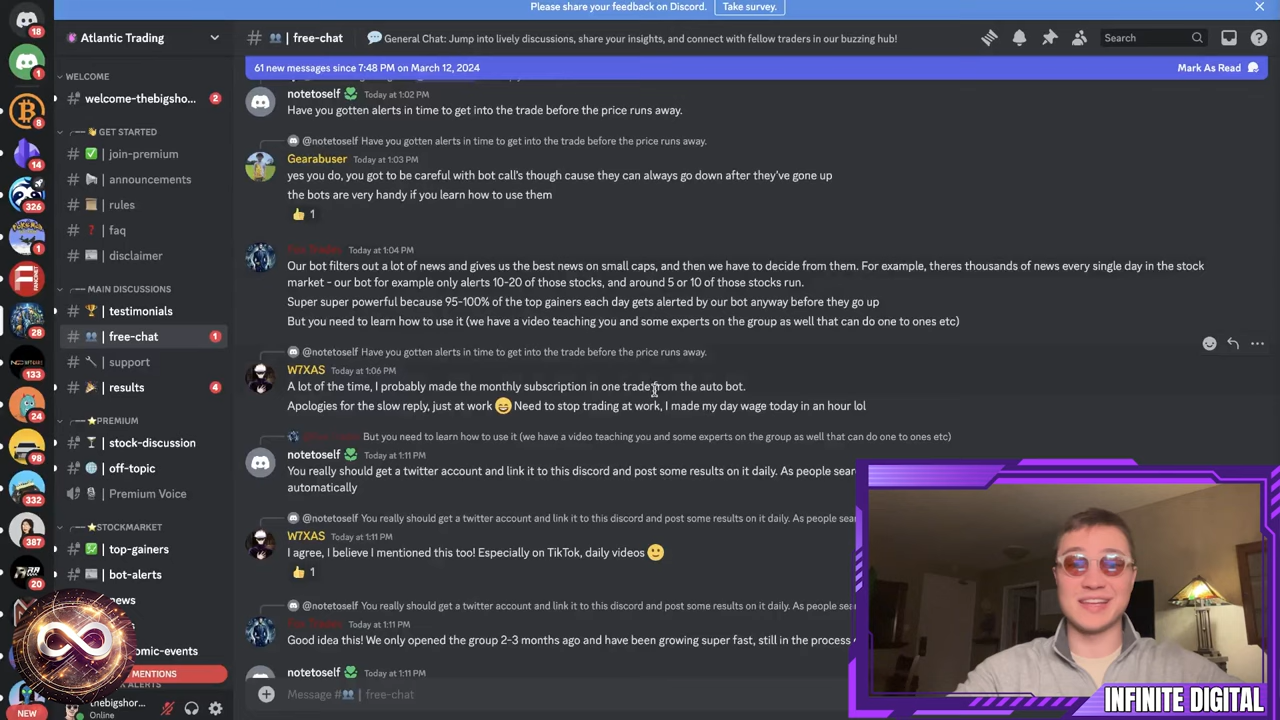 Please share your feedback on Discord.
Take survey.
18
Atlantic Trading
# | free-chat
General Chat: Jump into lively discussions, share your insights, and connect with fellow traders in our buzzing hub!
Search
61 new messages since 7:48 PM on March 12, 2024
Mark As Read
1
8
14
326
1
28
133
24
98
332
387
20
NEW
WELCOME
# welcome-thebigsho... 2
GET STARTED
# | join-premium
| announcements
# | rules
# | faq
# | disclaimer
MAIN DISCUSSIONS
# | testimonials
# | free-chat 1
# | support
# | results 4
PREMIUM
# | stock-discussion
# | off-topic
| Premium Voice
STOCKMARKET
# | top-gainers
# | bot-alerts
news
omic-events
MENTIONS
thebigshor...
Online
notetoself Today at 1:02 PM
Have you gotten alerts in time to get into the trade before the price runs away.
@notetoself Have you gotten alerts in time to get into the trade before the price runs away.
Gearabuser Today at 1:03 PM
yes you do, you got to be careful with bot call's though cause they can always go down after they've gone up
the bots are very handy if you learn how to use them
1
Today at 1:04 PM
Our bot filters out a lot of news and gives us the best news on small caps, and then we have to decide from them. For example, theres thousands of news every single day in the stock
market - our bot for example only alerts 10-20 of those stocks, and around 5 or 10 of those stocks run.
Super super powerful because 95-100% of the top gainers each day gets alerted by our bot anyway before they go up
But you need to learn how to use it (we have a video teaching you and some experts on the group as well that can do one to ones etc)
@notetoself Have you gotten alerts in time to get into the trade before the price runs away.
W7XAS Today at 1:06 PM
A lot of the time, I probably made the monthly subscription in one trade from the auto bot.
Apologies for the slow reply, just at work 😄 Need to stop trading at work, I made my day wage today in an hour lol
But you need to learn how to use it (we have a video teaching you and some experts on the group as well that can do one to ones etc)
notetoself Today at 1:11 PM
You really should get a twitter account and link it to this discord and post some results on it daily. As people sea
automatically
@notetoself You really should get a twitter account and link it to this discord and post some results on it daily. As people sea
W7XAS Today at 1:11 PM
I agree, I believe I mentioned this too! Especially on TikTok, daily videos 🙂
1
@notetoself You really should get a twitter account and link it to this discord and post some results on it daily. As people sea
Today at 1:11 PM
Good idea this! We only opened the group 2-3 months ago and have been growing super fast, still in the process
notetoself Today at 1:11 PM
Message # | free-chat
INFINITE DIGITAL